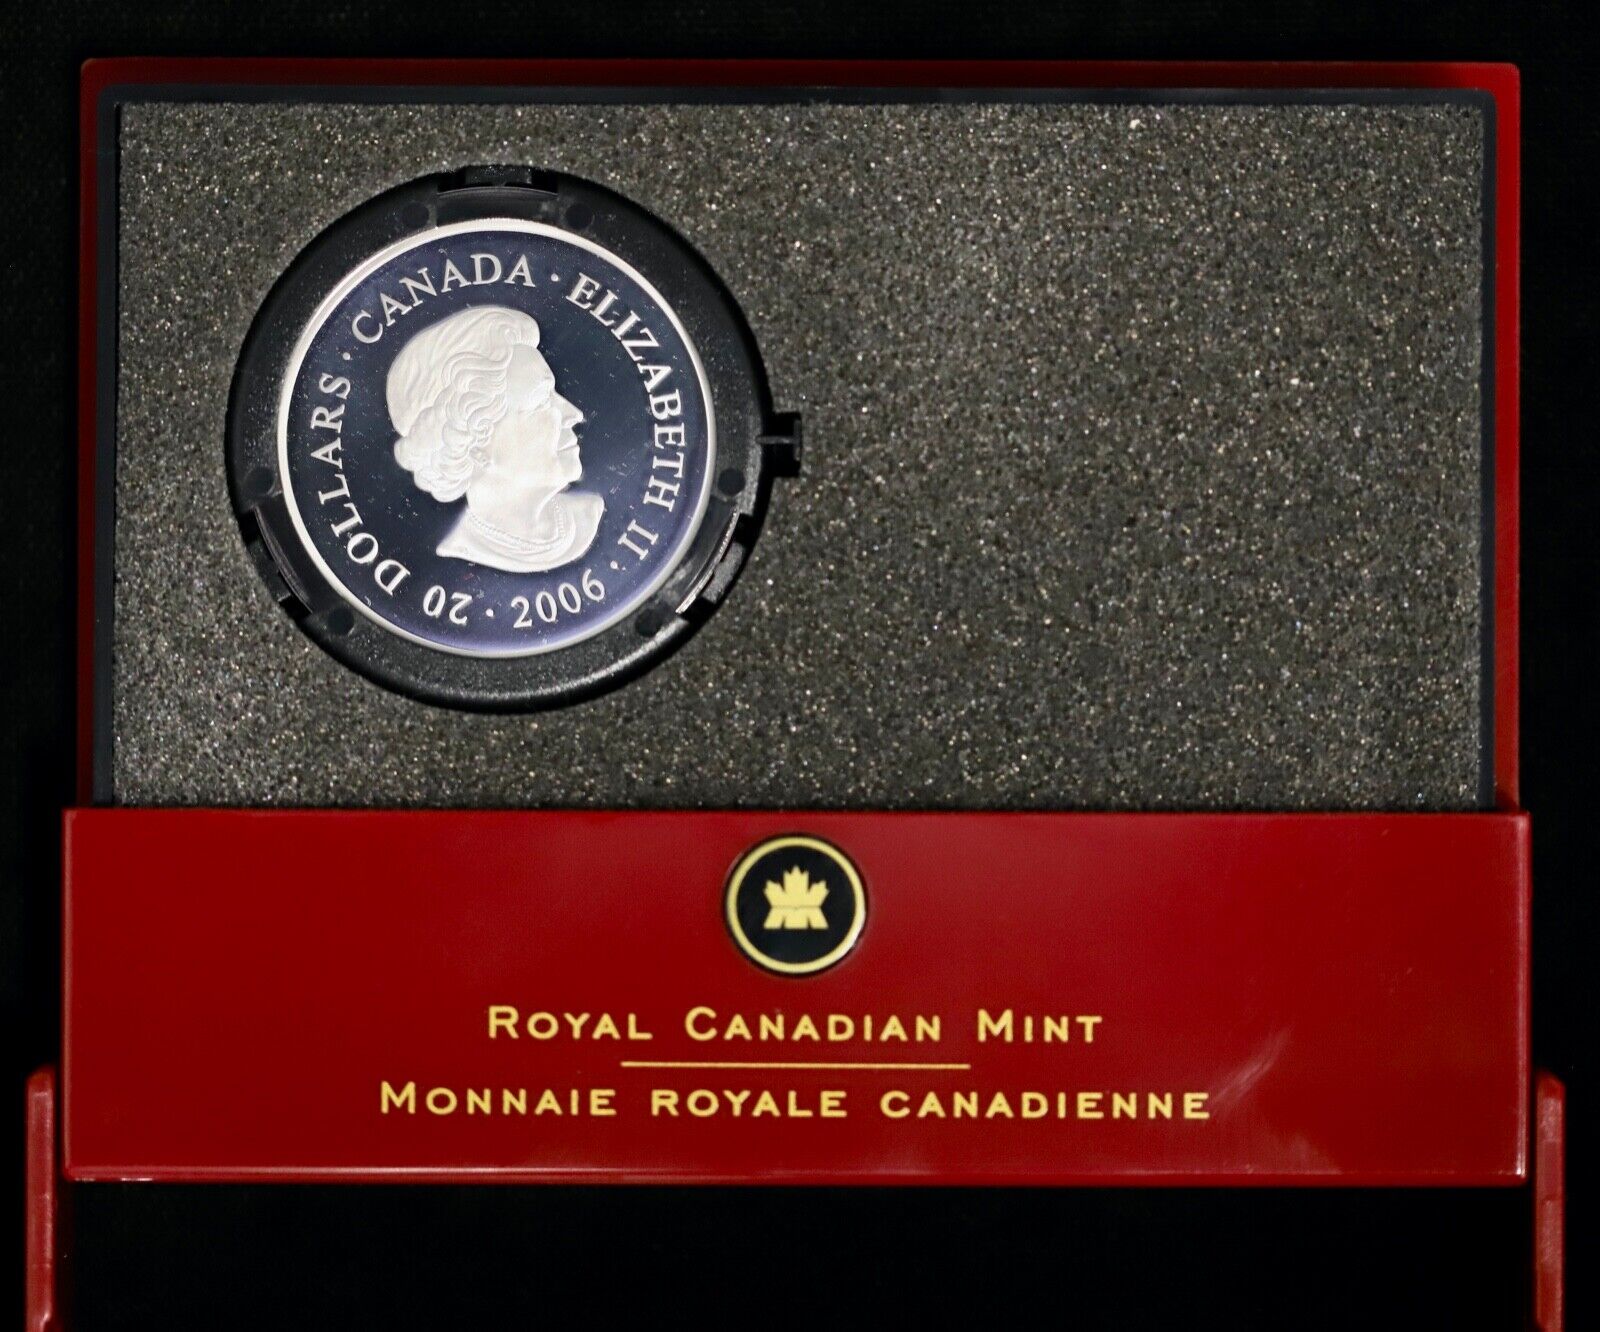 20 DOLLARS · CANADA · ELIZABETH II · 2006 ·
ROYAL CANADIAN MINT
MONNAIE ROYALE CANADIENNE